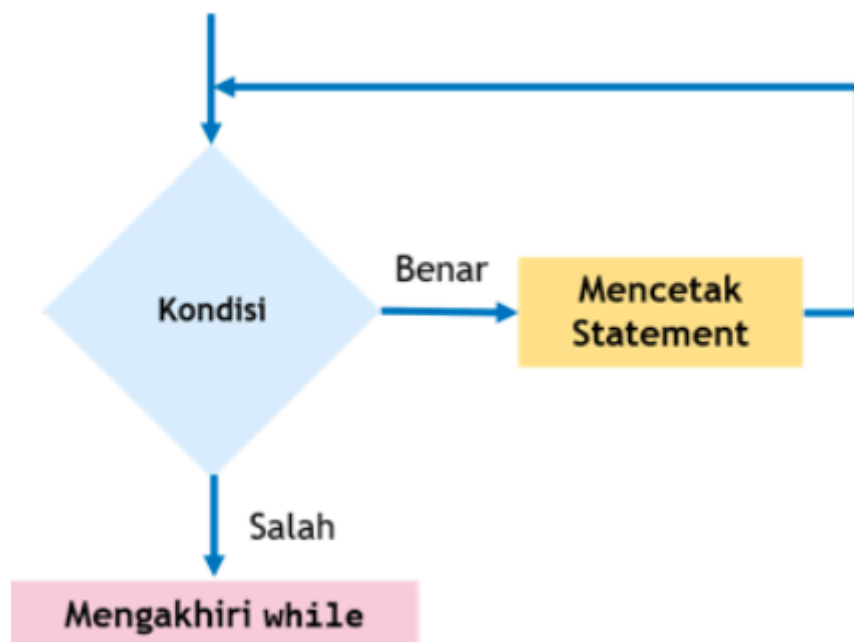 Benar
Kondisi
Mencetak
Statement
Salah
Mengakhiri while